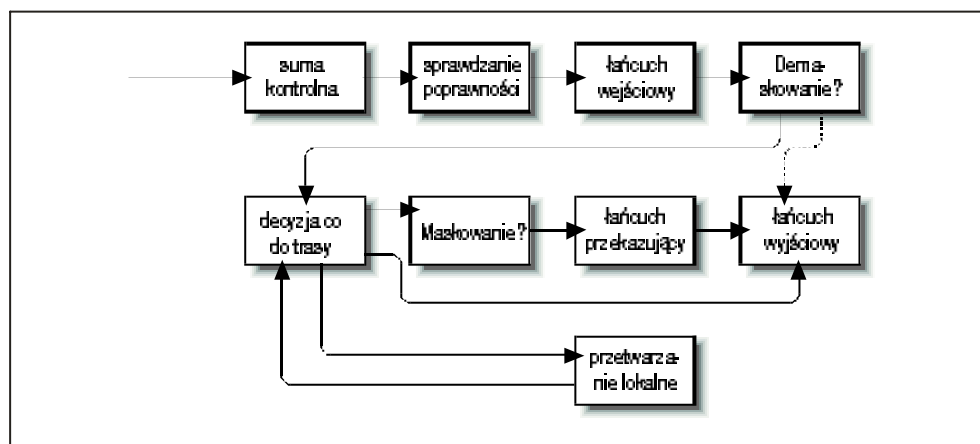 suma
kontrolna
sprawdzanie
poprawności
łańcuch
wejściowy
Dema-
skowanie?
decyzja co
do trasy
Maskowanie?
łańcuch
przekazujący
łańcuch
wyjściowy
przetwarza-
nie lokalne